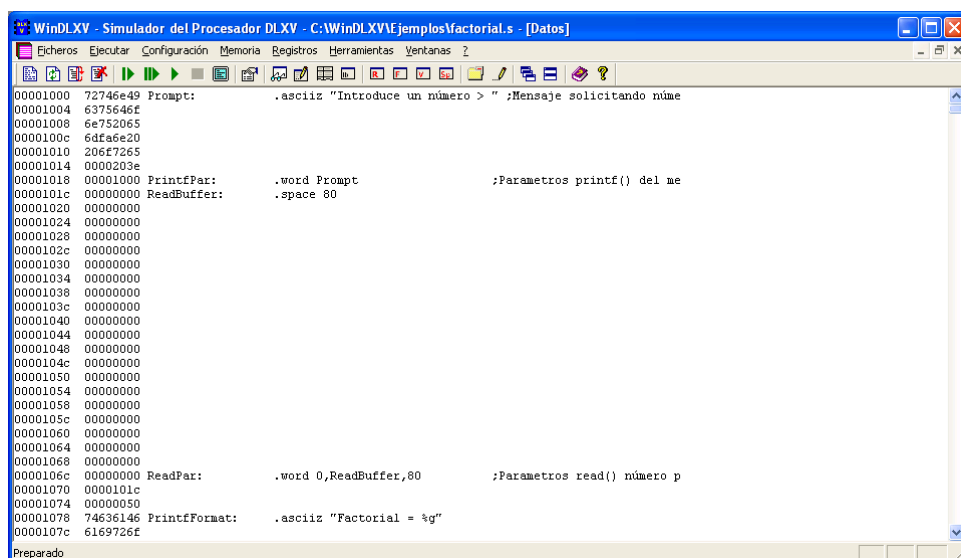 WinDLXV - Simulador del Procesador DLXV - C:\WinDLXV\Ejemplos\factorial.s - [Datos]
Ficheros Ejecutar Configuración Memoria Registros Herramientas Ventanas ?
00001000 72746e49 Prompt: .asciiz "Introduce un número > " ;Mensaje solicitando núme
00001004 6375646f
00001008 6e752065
0000100c 6dfa6e20
00001010 206f7265
00001014 0000203e
00001018 00001000 PrintfPar: .word Prompt ;Parametros printf() del me
0000101c 00000000 ReadBuffer: .space 80
00001020 00000000
00001024 00000000
00001028 00000000
0000102c 00000000
00001030 00000000
00001034 00000000
00001038 00000000
0000103c 00000000
00001040 00000000
00001044 00000000
00001048 00000000
0000104c 00000000
00001050 00000000
00001054 00000000
00001058 00000000
0000105c 00000000
00001060 00000000
00001064 00000000
00001068 00000000
0000106c 00000000 ReadPar: .word 0,ReadBuffer,80 ;Parametros read() número p
00001070 0000101c
00001074 00000050
00001078 74636146 PrintfFormat: .asciiz "Factorial = %g"
0000107c 6169726f
Preparado